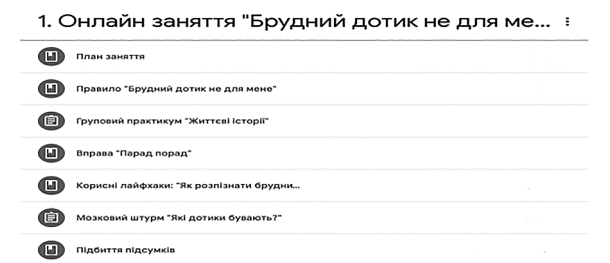 1. Онлайн заняття "Брудний дотик не для ме...
План заняття
Правило "Брудний дотик не для мене"
Груповий практикум "Життєві історії"
Вправа "Парад порад"
Корисні лайфхаки: "Як розпізнати брудни...
Мозковий штурм "Які дотики бувають?"
Підбиття підсумків